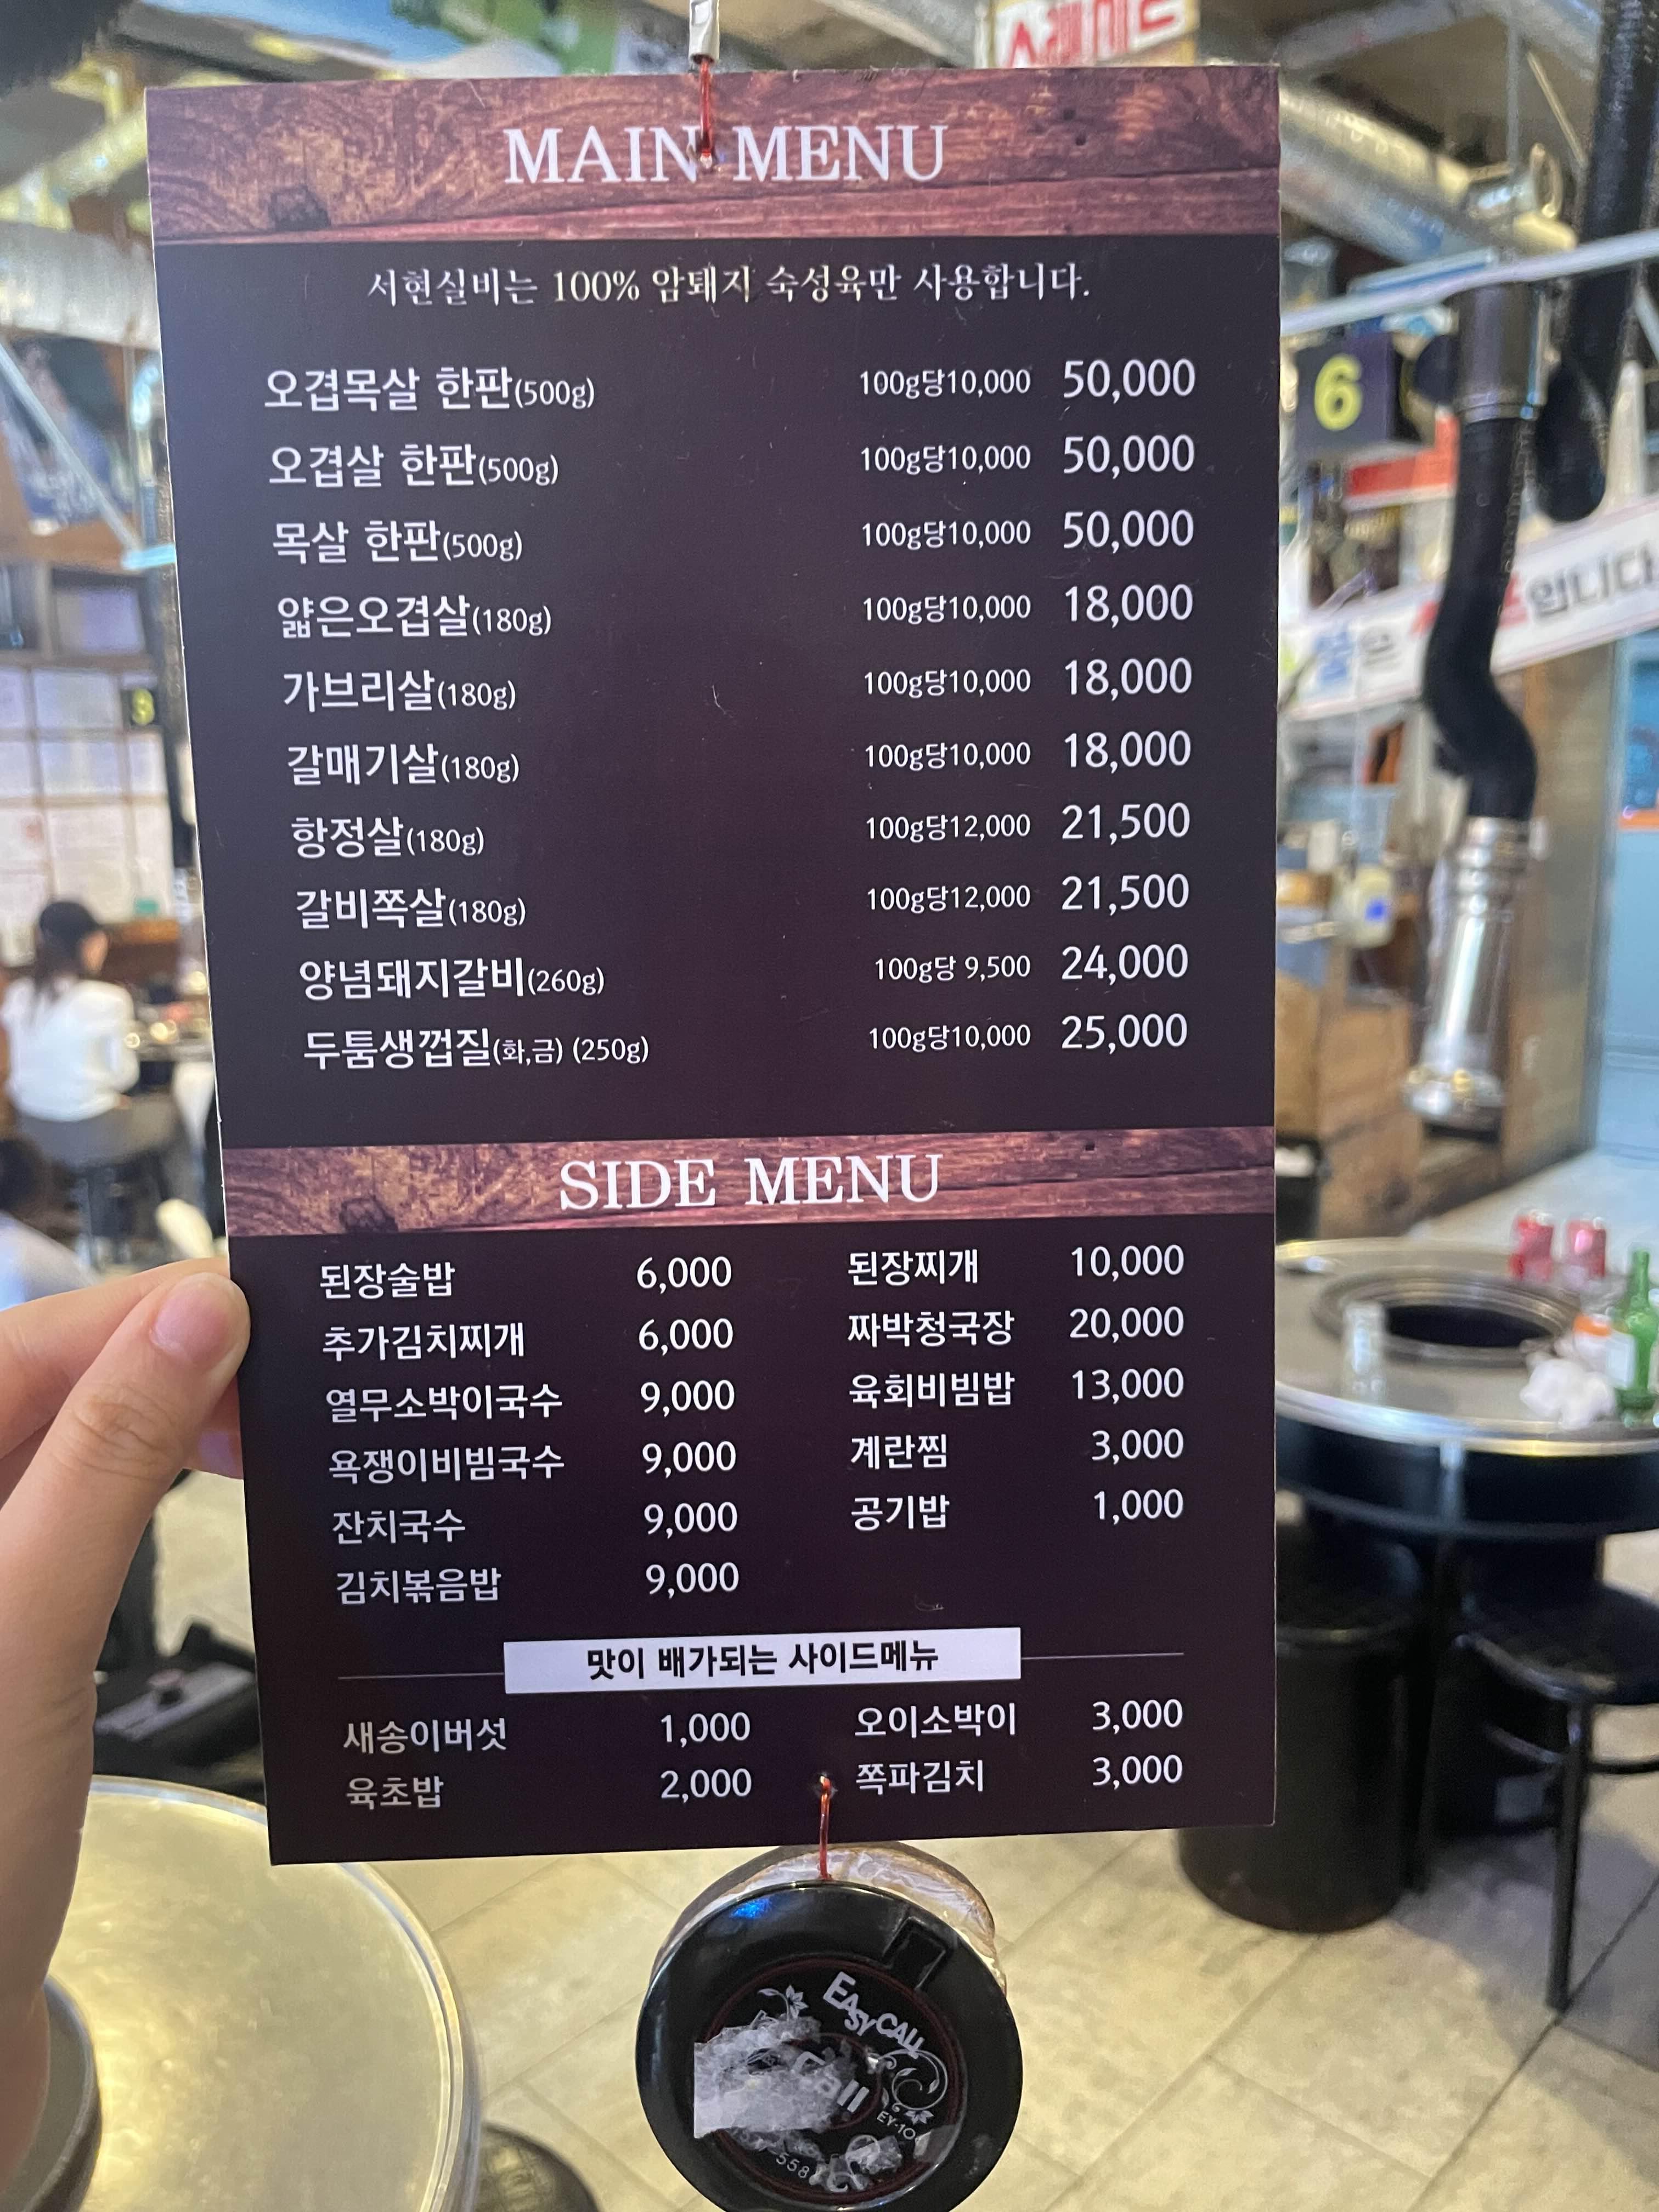 스레이트
MAIN MENU
서현실비는 100% 암퇘지 숙성육만 사용합니다.
오겹목살 한판(500g) 100g당10,000 50,000
오겹살 한판(500g) 100g당10,000 50,000
목살 한판(500g) 100g당10,000 50,000
얇은오겹살(180g) 100g당10,000 18,000
가브리살(180g) 100g당10,000 18,000
갈매기살(180g) 100g당10,000 18,000
항정살(180g) 100g당12,000 21,500
갈비쪽살(180g) 100g당12,000 21,500
양념돼지갈비(260g) 100g당 9,500 24,000
두툼생껍질(화,금) (250g) 100g당10,000 25,000
SIDE MENU
된장술밥 6,000 된장찌개 10,000
추가김치찌개 6,000 짜박청국장 20,000
열무소박이국수 9,000 육회비빔밥 13,000
욕쟁이비빔국수 9,000 계란찜 3,000
잔치국수 9,000 공기밥 1,000
김치볶음밥 9,000
맛이 배가되는 사이드메뉴
새송이버섯 1,000 오이소박이 3,000
육초밥 2,000 쪽파김치 3,000
6
8
입니다
EASYCALL
EY-10
558